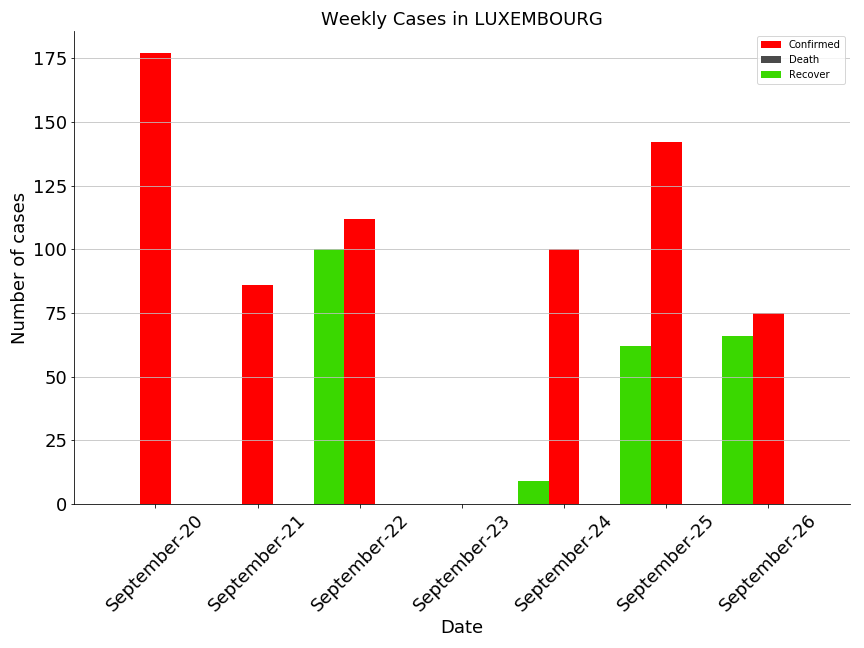 Weekly Cases in LUXEMBOURG
Confirmed
Death
Recover
Number of cases
175
150
125
100
75
50
25
0
September-20
September-21
September-22
September-23
September-24
September-25
September-26
Date